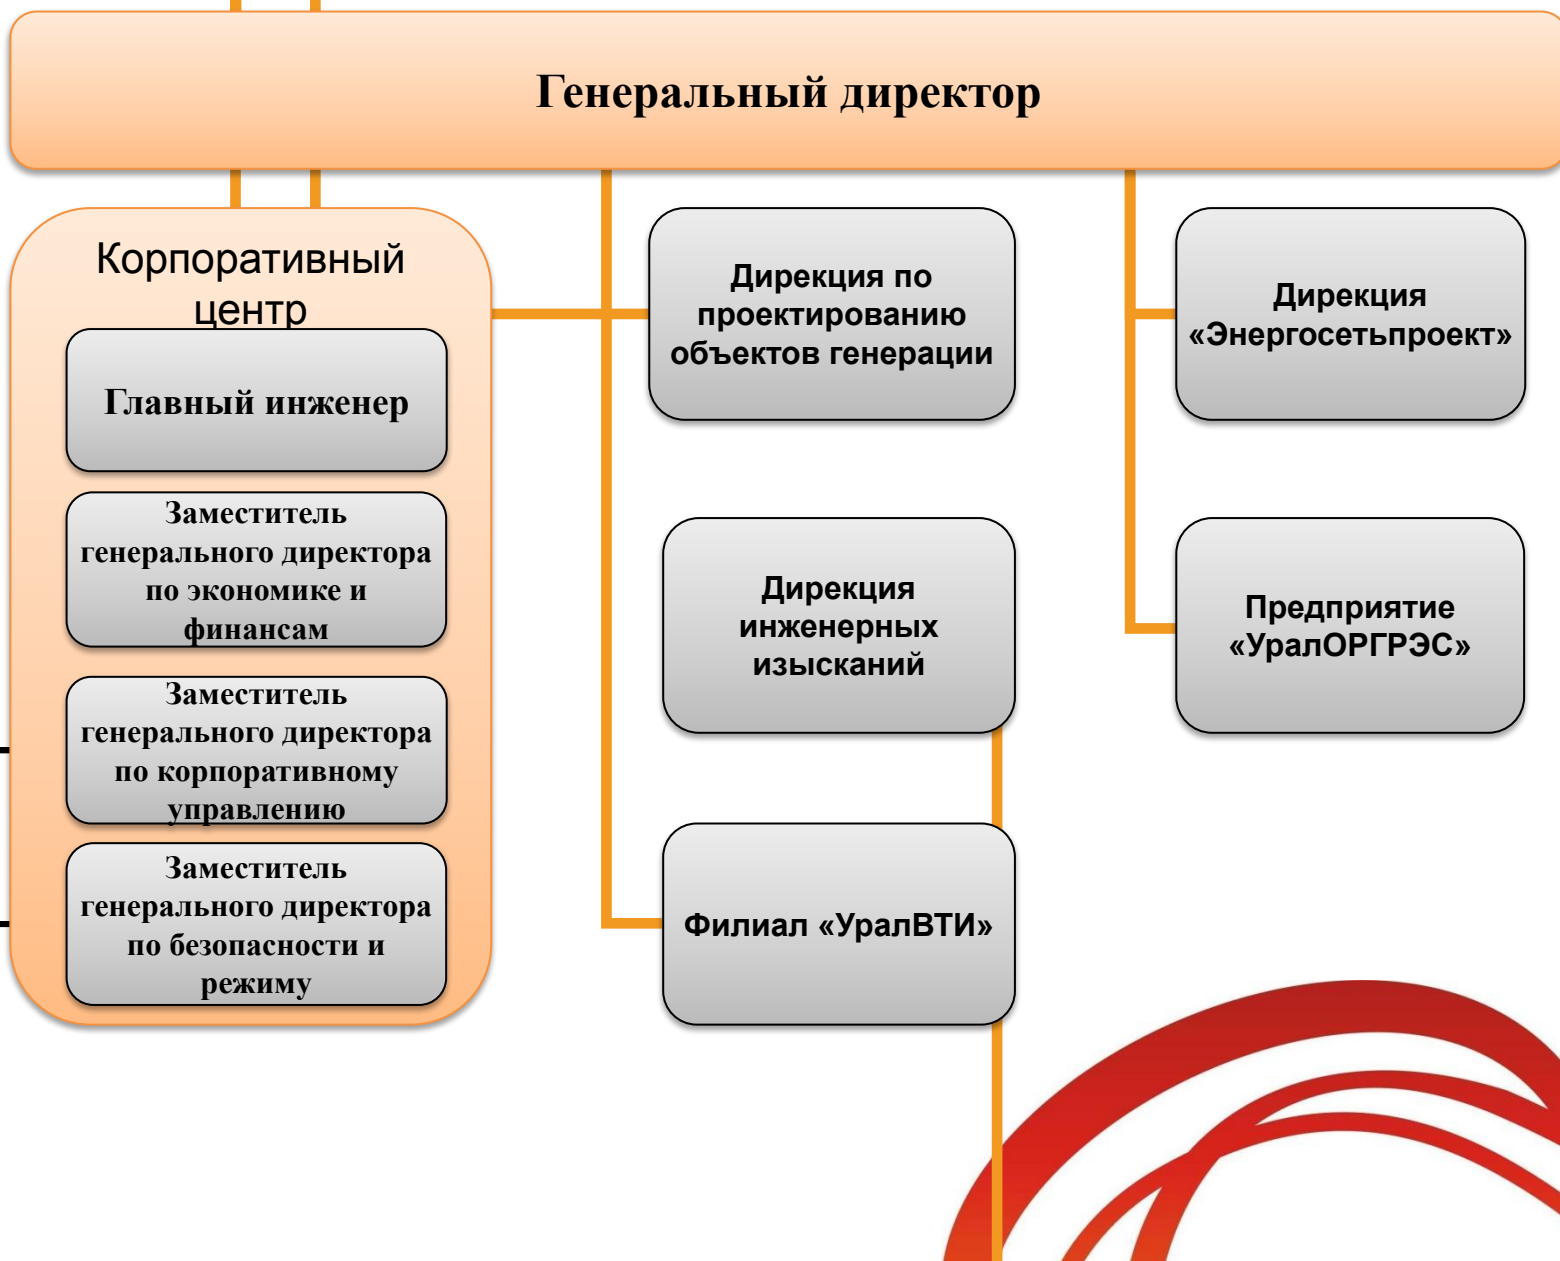 Генеральный директор
Корпоративный
центр
Главный инженер
Заместитель
генерального директора
по экономике и
финансам
Заместитель
генерального директора
по корпоративному
управлению
Заместитель
генерального директора
по безопасности и
режиму
Дирекция по
проектированию
объектов генерации
Дирекция
инженерных
изысканий
Филиал «УралВТИ»
Дирекция
«Энергосетьпроект»
Предприятие
«УралОРГРЭС»